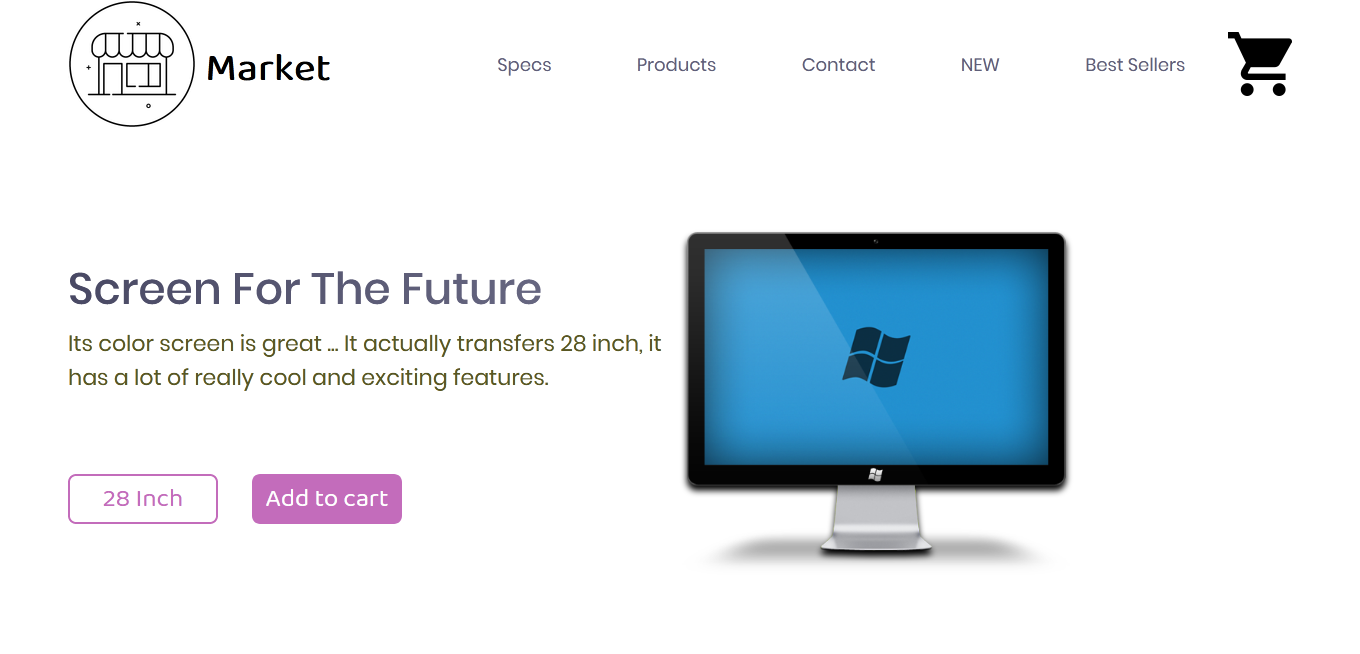 Market
Specs
Products
Contact
NEW
Best Sellers
Screen For The Future
Its color screen is great ... It actually transfers 28 inch, it
has a lot of really cool and exciting features.
28 Inch
Add to cart